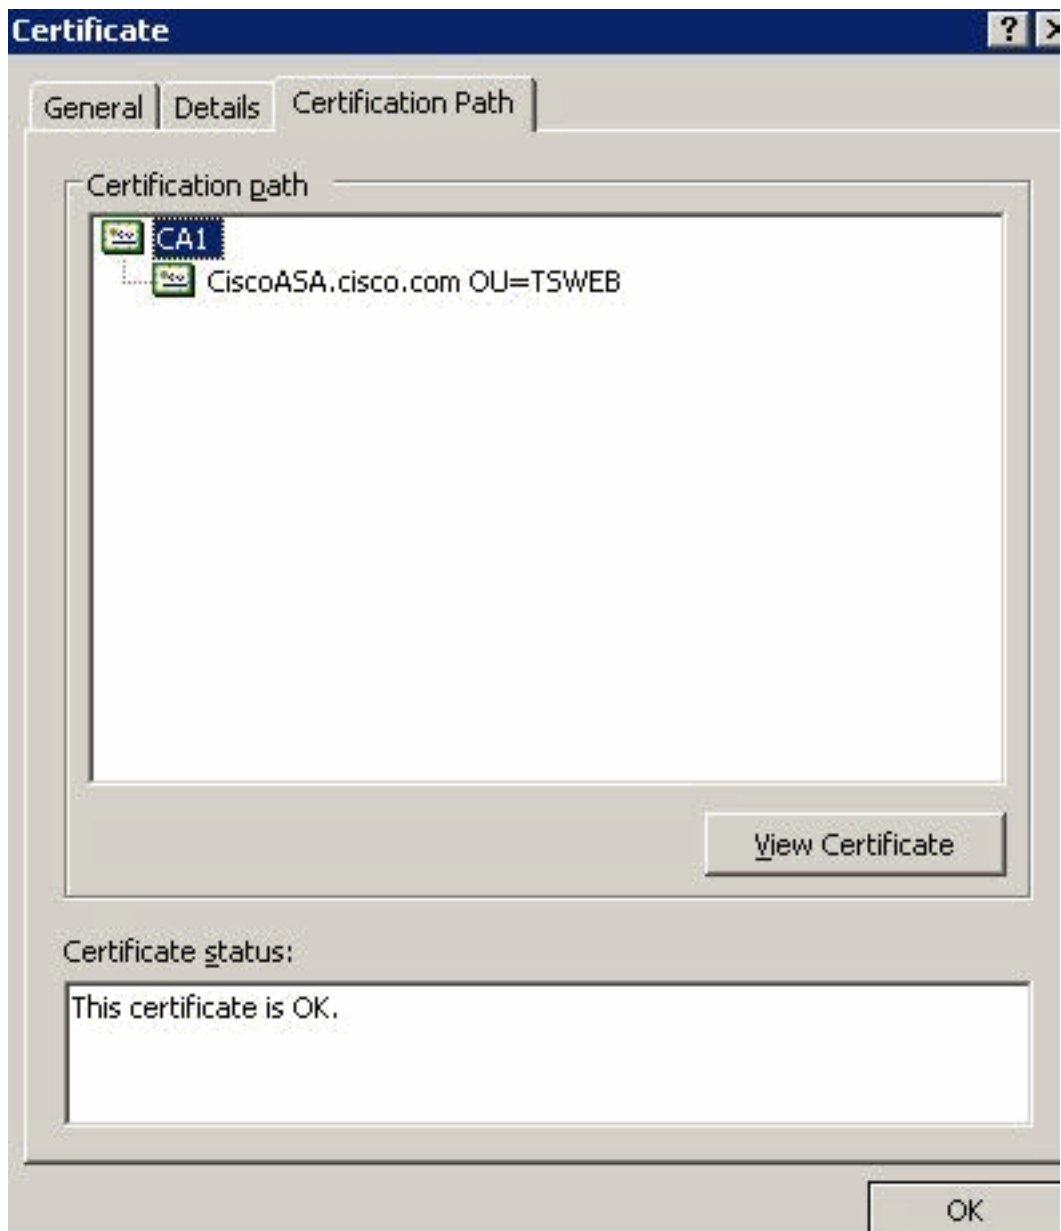 Certificate
General Details Certification Path
Certification path
CA1
CiscoASA.cisco.com OU=TSWEB
View Certificate
Certificate status:
This certificate is OK.
OK